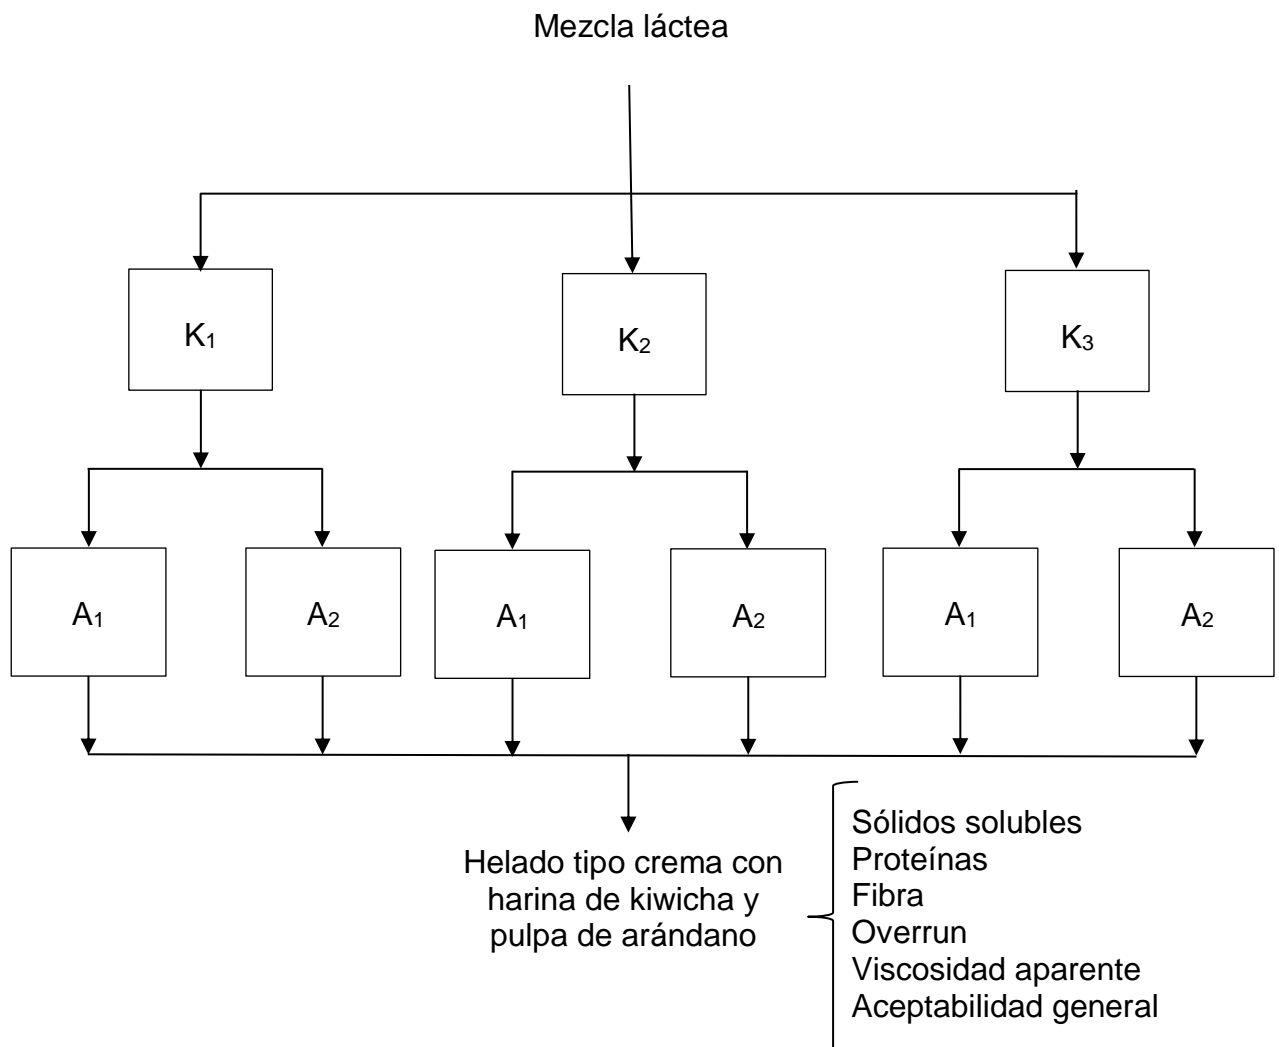 Mezcla láctea
K₁
K₂
K₃
A₁
A₂
A₁
A₂
A₁
A₂
Helado tipo crema con
harina de kiwicha y
pulpa de arándano
Sólidos solubles
Proteínas
Fibra
Overrun
Viscosidad aparente
Aceptabilidad general